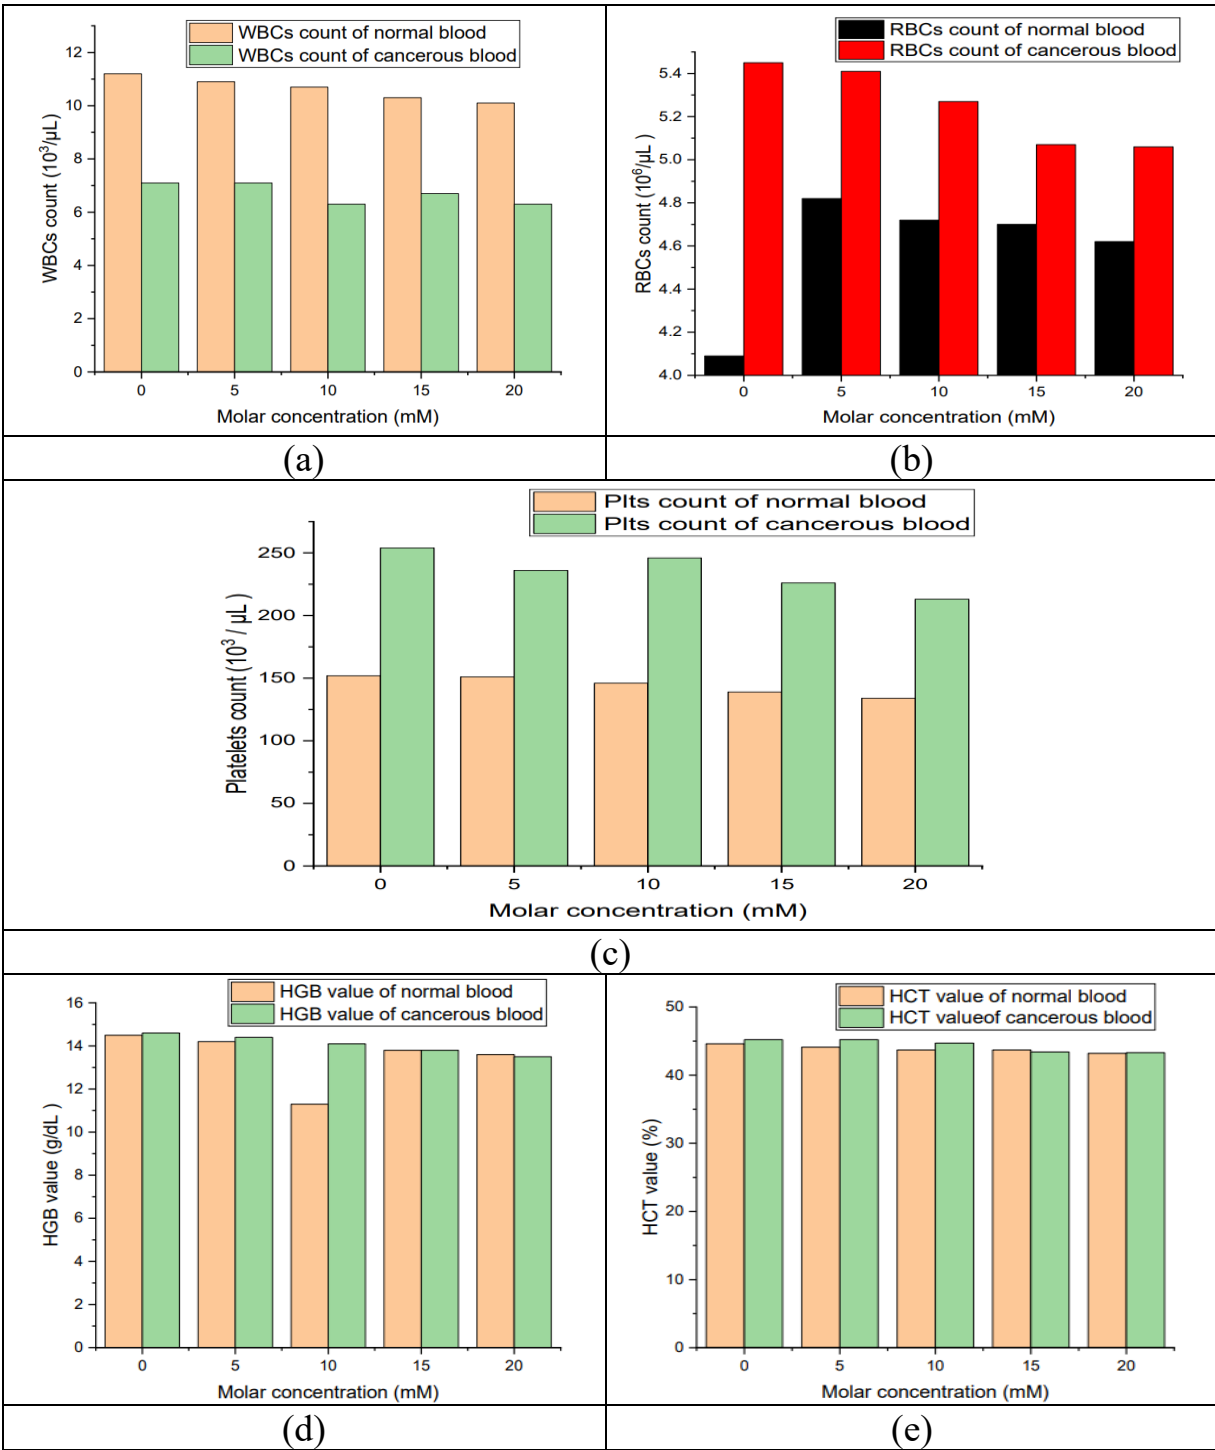 WBCs count of normal blood
WBCs count of cancerous blood
12
10
8
6
4
2
0
WBCs count (10³/µL)
0 5 10 15 20
Molar concentration (mM)
(a)
RBCs count of normal blood
RBCs count of cancerous blood
5.4
5.2
5.0
4.8
4.6
4.4
4.2
4.0
RBCs count (10⁶/µL )
0 5 10 15 20
Molar concentration (mM)
(b)
Plts count of normal blood
Plts count of cancerous blood
250
200
150
100
50
0
Platelets count (10³ / µL )
0 5 10 15 20
Molar concentration (mM)
(c)
HGB value of normal blood
HGB value of cancerous blood
16
14
12
10
8
6
4
2
0
HGB value (g/dL )
0 5 10 15 20
Molar concentration (mM)
(d)
HCT value of normal blood
HCT valueof cancerous blood
50
40
30
20
10
0
HCT value (%)
0 5 10 15 20
Molar concentration (mM)
(e)